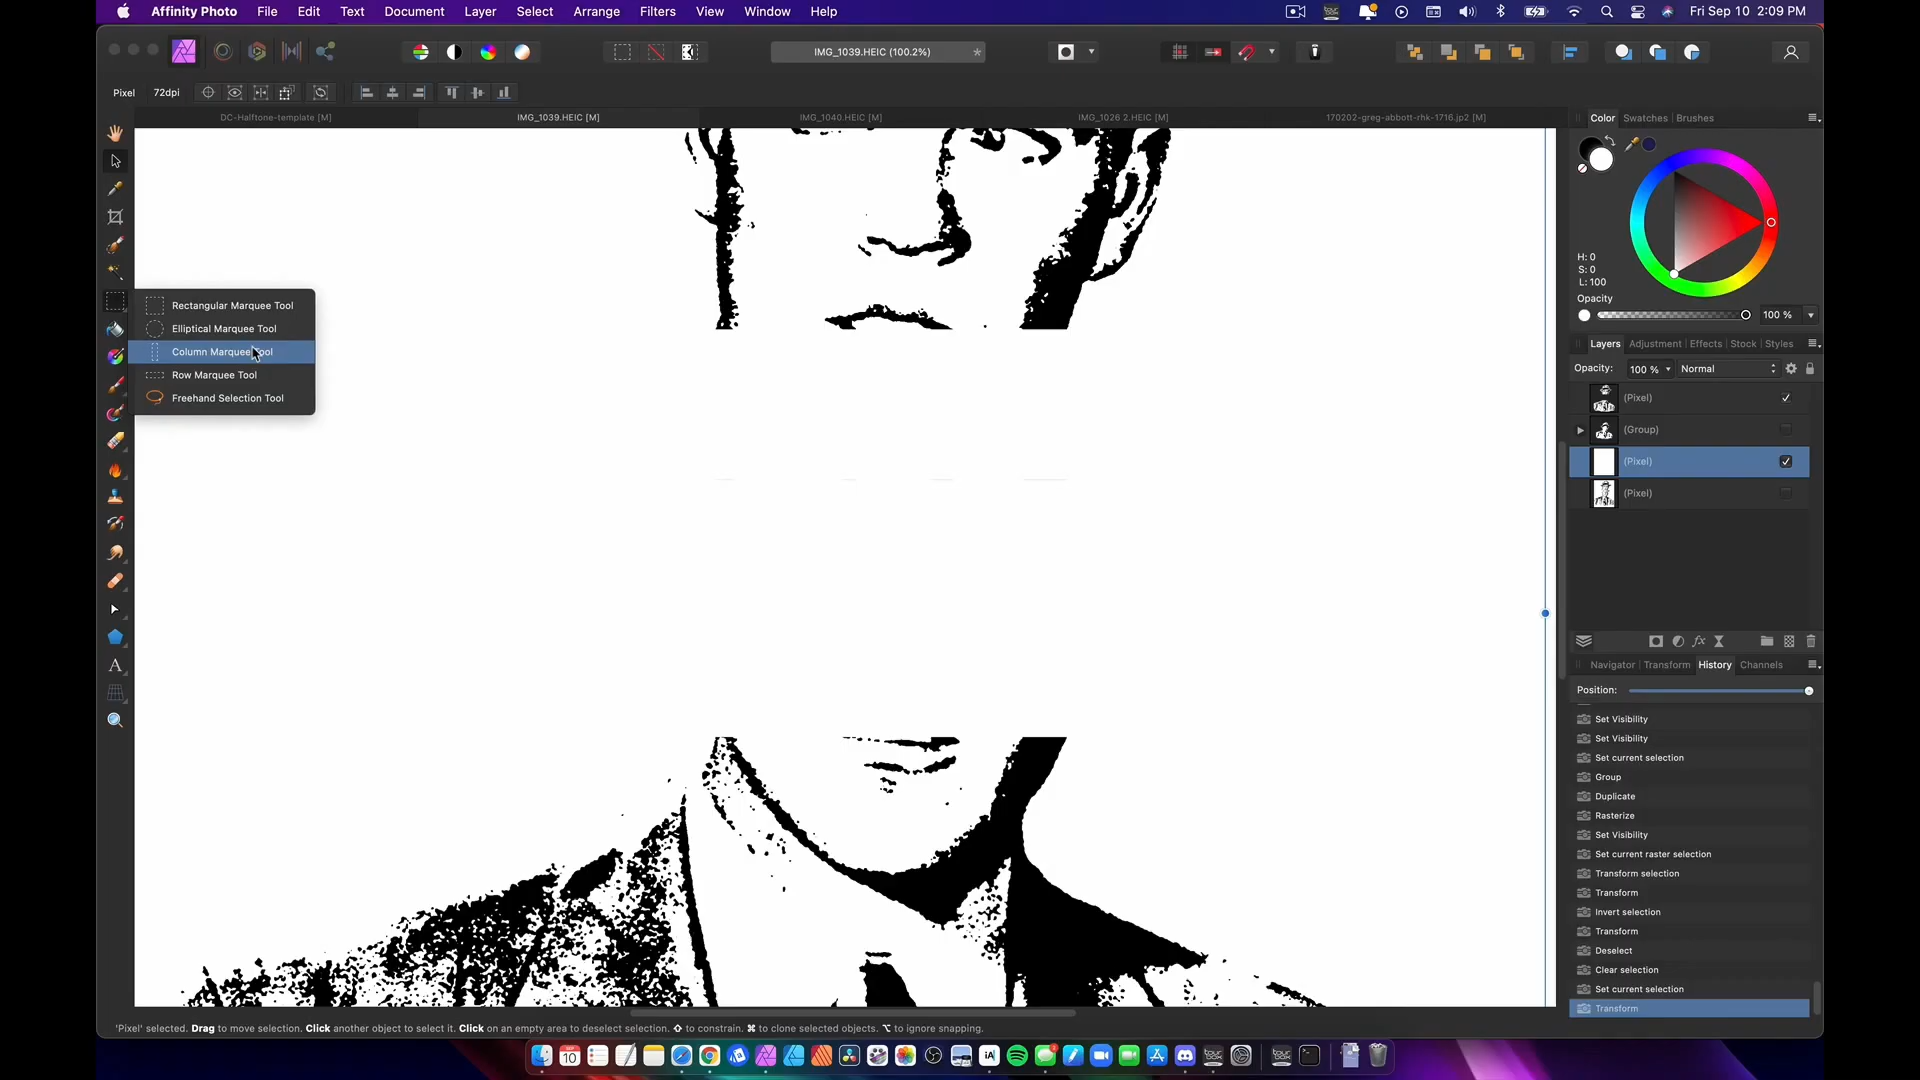 Affinity Photo File Edit Text Document Layer Select Arrange Filters View Window Help
Fri Sep 10 2:09 PM
IMG_1039.HEIC (100.2%)
*
Pixel 72dpi
DC-Halftone-template [M] IMG_1039.HEIC [M] IMG_1040.HEIC [M] IMG_1026 2.HEIC [M] 170202-greg-abbott-rhk-1716.jp2 [M]
Color Swatches Brushes
H: 0
S: 0
L: 100
Opacity
100 %
Rectangular Marquee Tool
Elliptical Marquee Tool
Column Marquee Tool
Row Marquee Tool
Freehand Selection Tool
Layers Adjustment Effects Stock Styles
Opacity: 100 % Normal
(Pixel)
(Group)
(Pixel)
(Pixel)
Navigator Transform History Channels
Position:
Set Visibility
Set Visibility
Set current selection
Group
Duplicate
Rasterize
Set Visibility
Set current raster selection
Transform selection
Transform
Invert selection
Transform
Deselect
Clear selection
Set current selection
Transform
'Pixel' selected. Drag to move selection. Click another object to select it. Click on an empty area to deselect selection. ⇧ to constrain. ⌘ to clone selected objects. ⌥ to ignore snapping.